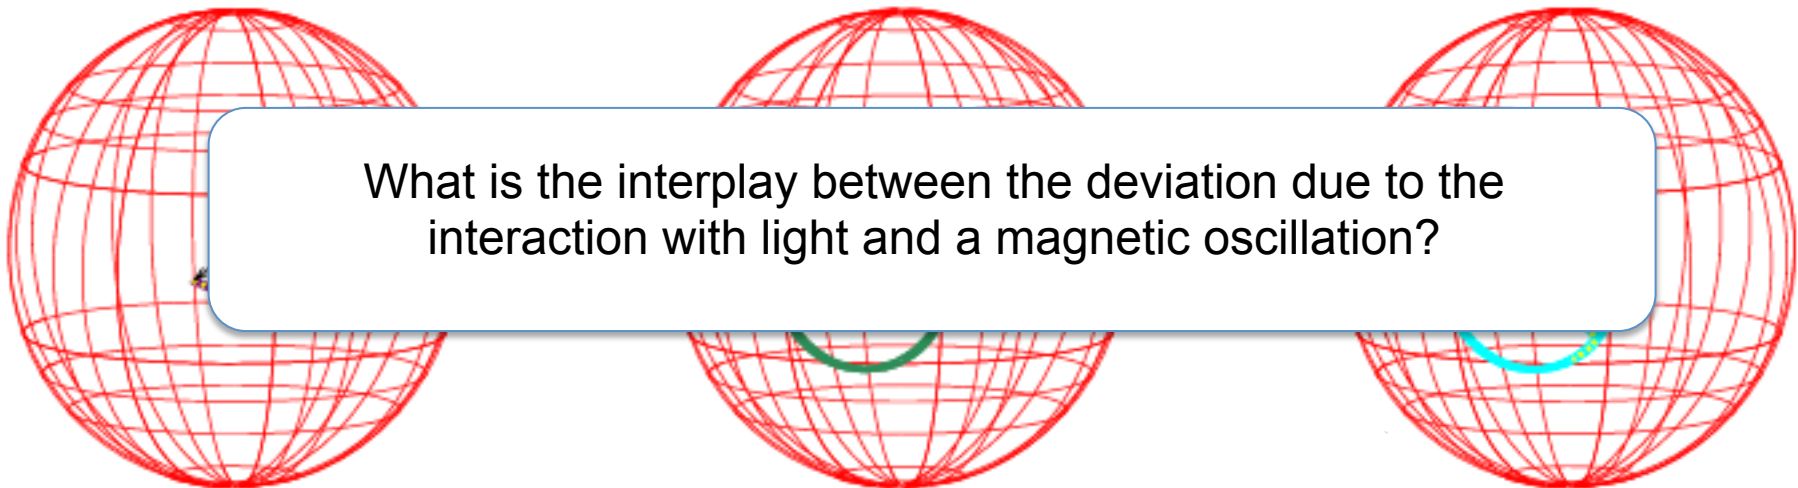 What is the interplay between the deviation due to the
interaction with light and a magnetic oscillation?